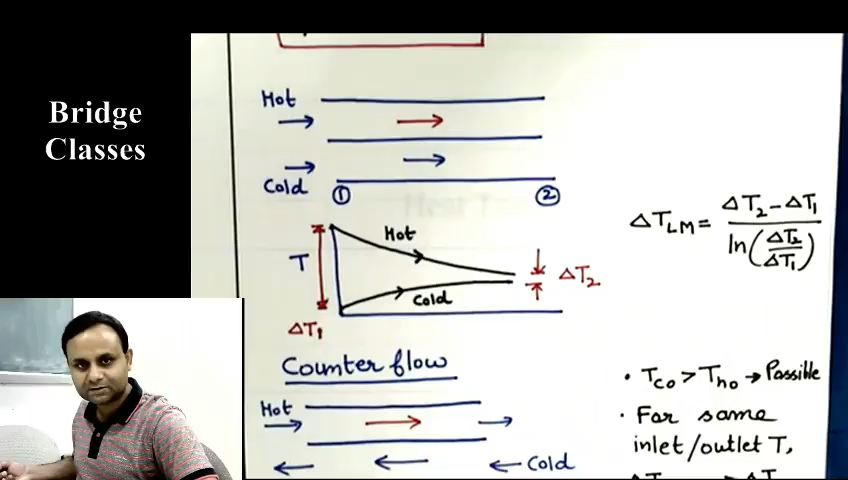 Bridge
Classes
Hot
Cold
①
②
T
Hot
Cold
ΔT₁
ΔT₂
ΔT_LM = ΔT₂ - ΔT₁
ln(ΔT₂/ΔT₁)
Counter flow
Hot
Cold
• T_co > T_ho → Possible
• For same
inlet/outlet T,